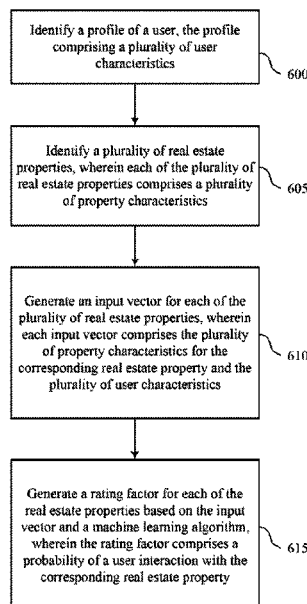 Identify a profile of a user, the profile
comprising a plurality of user
characteristics
600
Identify a plurality of real estate
properties, wherein each of the plurality of
real estate properties comprises a plurality
of property characteristics
605
Generate an input vector for each of the
plurality of real estate properties, wherein
each input vector comprises the plurality
of property characteristics for the
corresponding real estate property and the
plurality of user characteristics
610
Generate a rating factor for each of the
real estate properties based on the input
vector and a machine learning algorithm,
wherein the rating factor comprises a
probability of a user interaction with the
corresponding real estate property
615